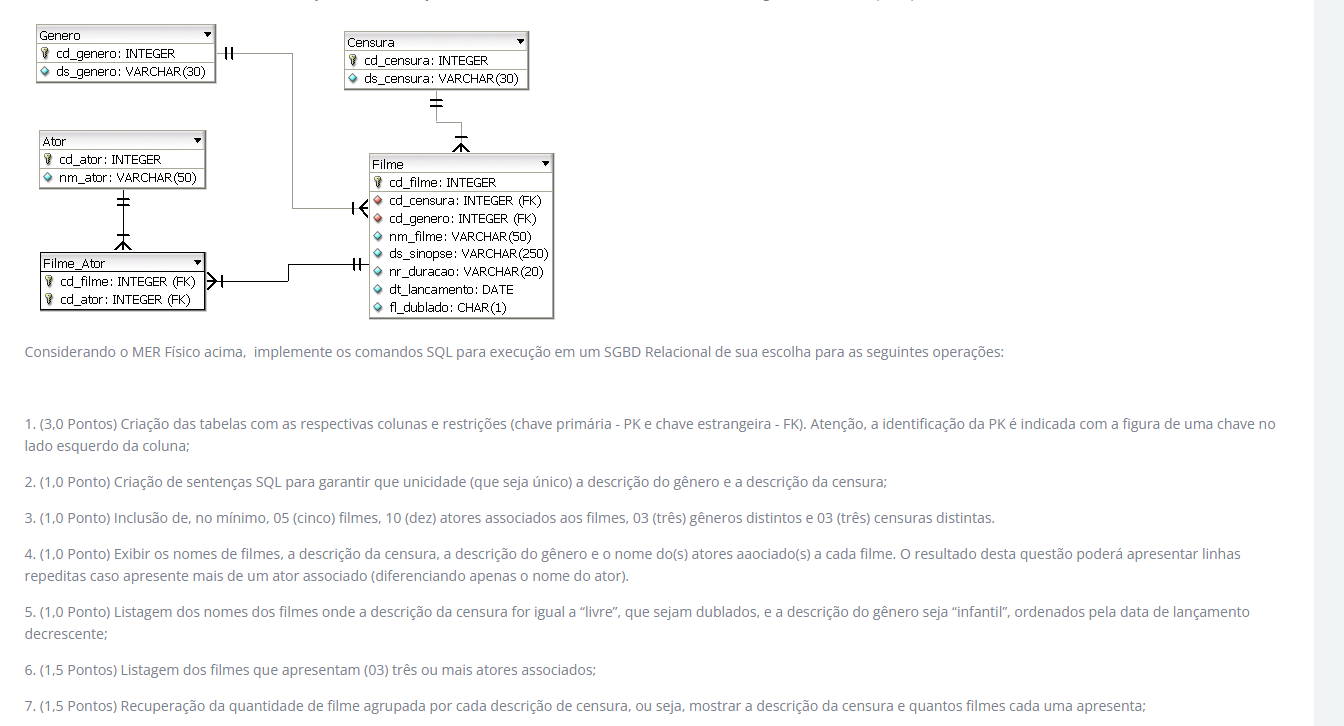 Genero
cd_genero: INTEGER
ds_genero: VARCHAR(30)
Censura
cd_censura: INTEGER
ds_censura: VARCHAR(30)
Ator
cd_ator: INTEGER
nm_ator: VARCHAR(50)
Filme
cd_filme: INTEGER
cd_censura: INTEGER (FK)
cd_genero: INTEGER (FK)
nm_filme: VARCHAR(50)
ds_sinopse: VARCHAR(250)
nr_duracao: VARCHAR(20)
dt_lancamento: DATE
fl_dublado: CHAR(1)
Filme_Ator
cd_filme: INTEGER (FK)
cd_ator: INTEGER (FK)
Considerando o MER Físico acima, implemente os comandos SQL para execução em um SGBD Relacional de sua escolha para as seguintes operações:
1. (3,0 Pontos) Criação das tabelas com as respectivas colunas e restrições (chave primária - PK e chave estrangeira - FK). Atenção, a identificação da PK é indicada com a figura de uma chave no
lado esquerdo da coluna;
2. (1,0 Ponto) Criação de sentenças SQL para garantir que unicidade (que seja único) a descrição do gênero e a descrição da censura;
3. (1,0 Ponto) Inclusão de, no mínimo, 05 (cinco) filmes, 10 (dez) atores associados aos filmes, 03 (três) gêneros distintos e 03 (três) censuras distintas.
4. (1,0 Ponto) Exibir os nomes de filmes, a descrição da censura, a descrição do gênero e o nome do(s) atores aaociado(s) a cada filme. O resultado desta questão poderá apresentar linhas
repeditas caso apresente mais de um ator associado (diferenciando apenas o nome do ator).
5. (1,0 Ponto) Listagem dos nomes dos filmes onde a descrição da censura for igual a “livre”, que sejam dublados, e a descrição do gênero seja “infantil”, ordenados pela data de lançamento
decrescente;
6. (1,5 Pontos) Listagem dos filmes que apresentam (03) três ou mais atores associados;
7. (1,5 Pontos) Recuperação da quantidade de filme agrupada por cada descrição de censura, ou seja, mostrar a descrição da censura e quantos filmes cada uma apresenta;